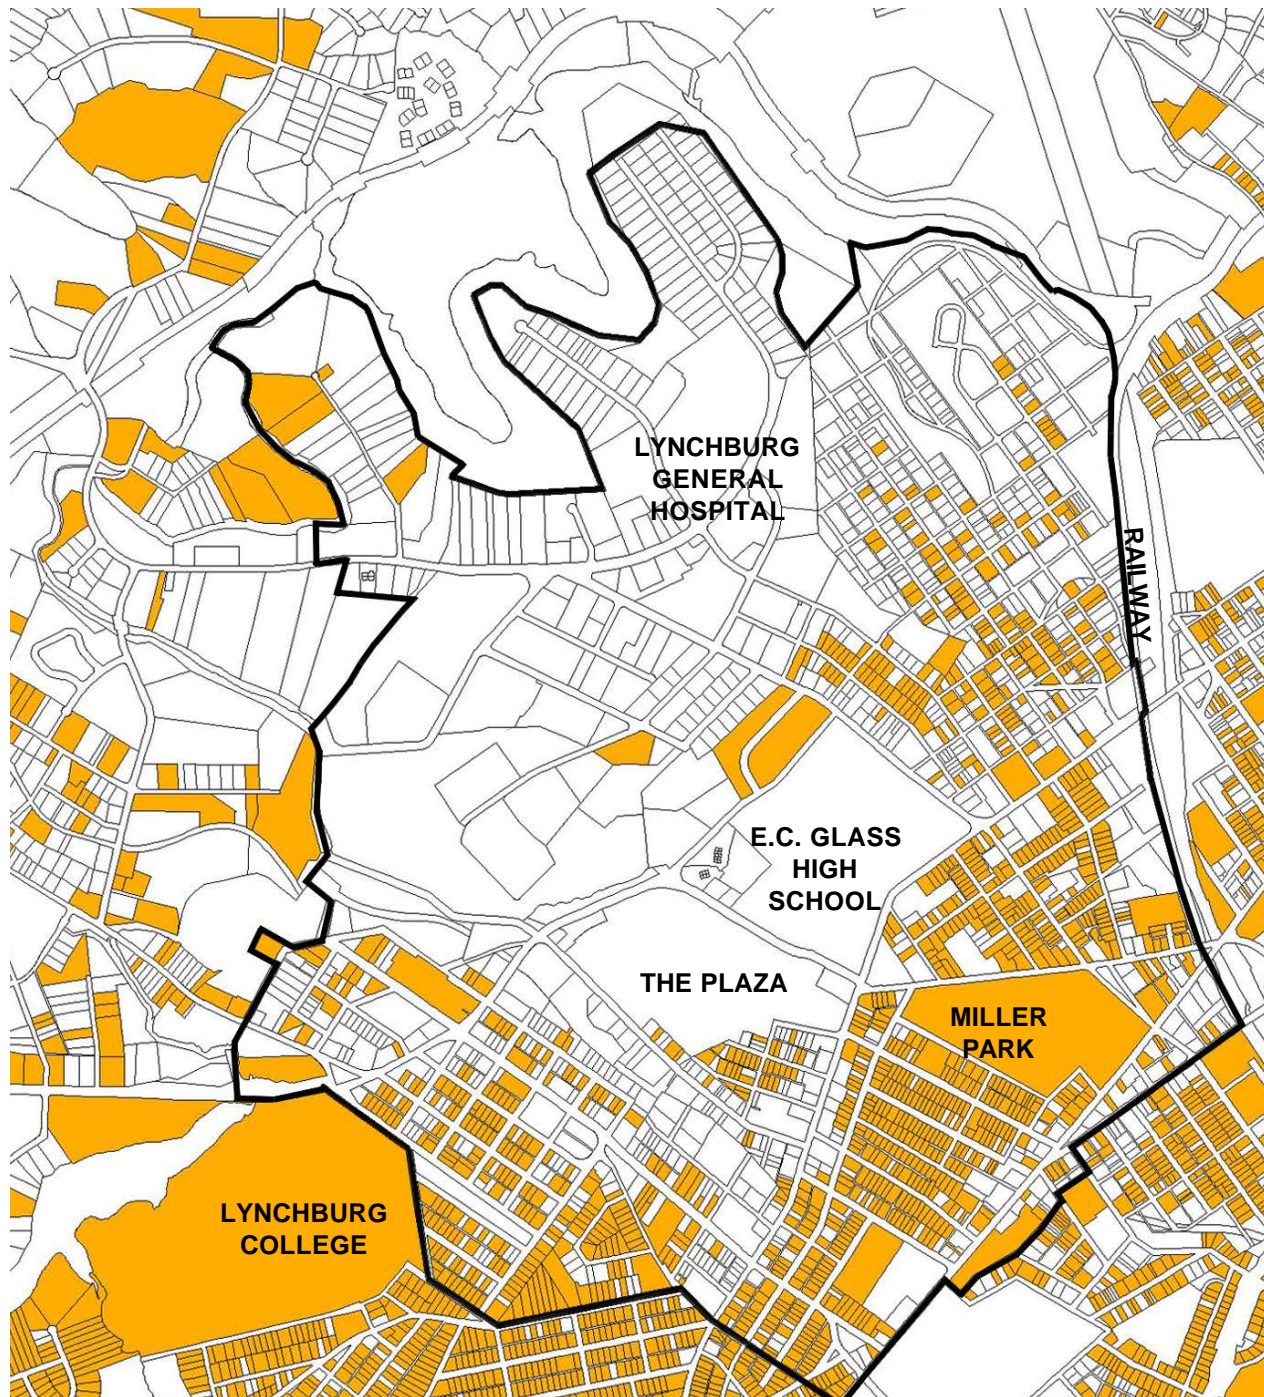 LYNCHBURG
GENERAL
HOSPITAL
RAILWAY
E.C. GLASS
HIGH
SCHOOL
THE PLAZA
MILLER
PARK
LYNCHBURG
COLLEGE